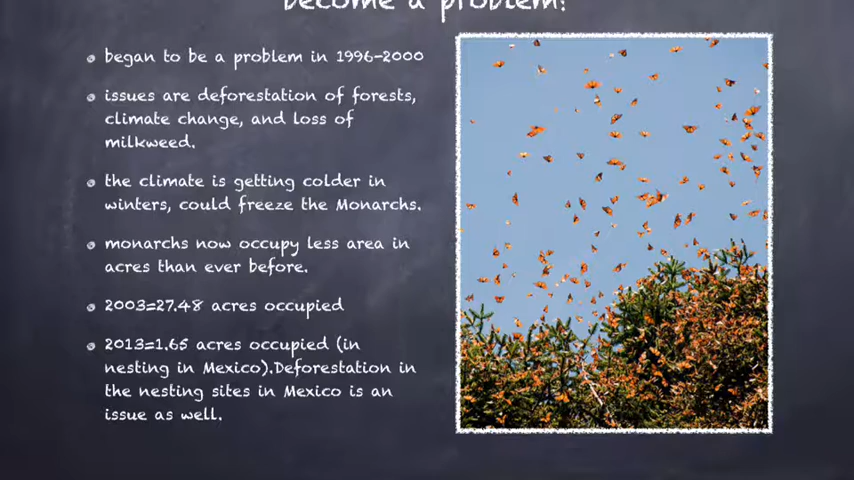 become a problem?
began to be a problem in 1996-2000
issues are deforestation of forests,
climate change, and loss of
milkweed.
the climate is getting colder in
winters, could freeze the Monarchs.
monarchs now occupy less area in
acres than ever before.
2003=27.48 acres occupied
2013=1.65 acres occupied (in
nesting in Mexico).Deforestation in
the nesting sites in Mexico is an
issue as well.